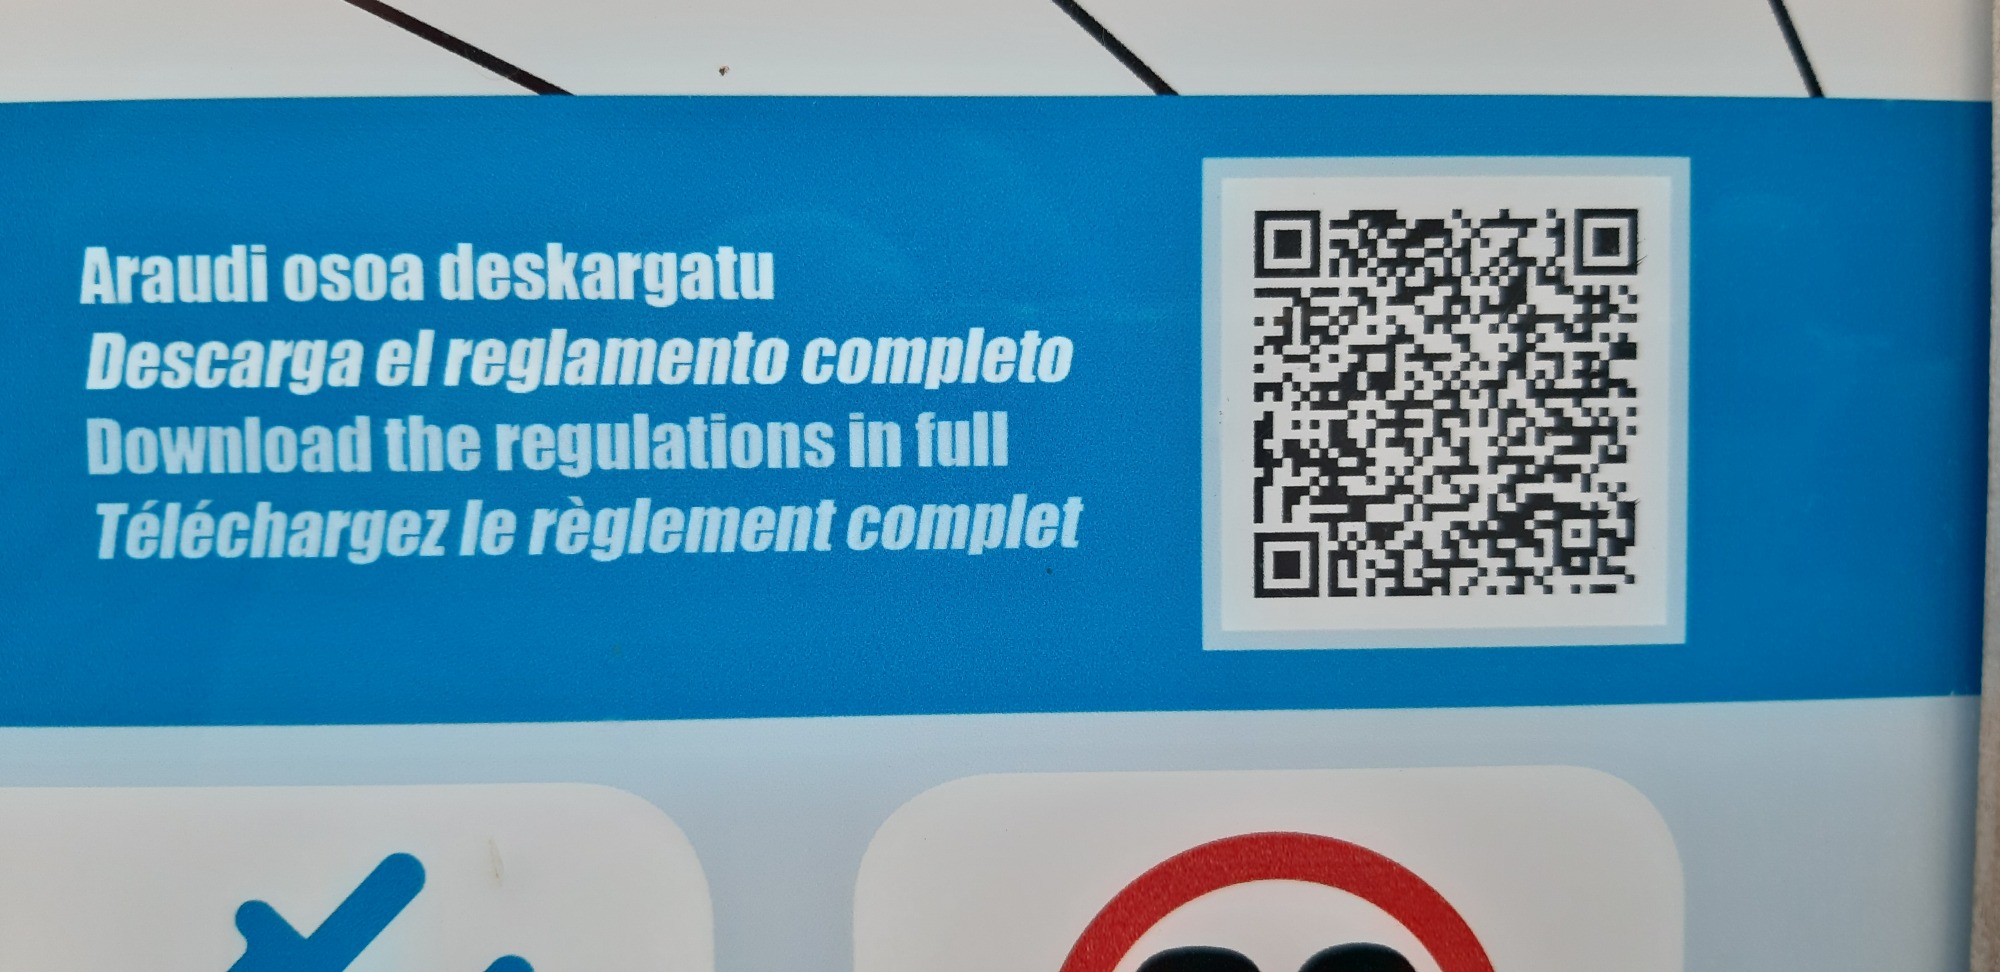 Araudi osoa deskargatu
Descarga el reglamento completo
Download the regulations in full
Téléchargez le règlement complet